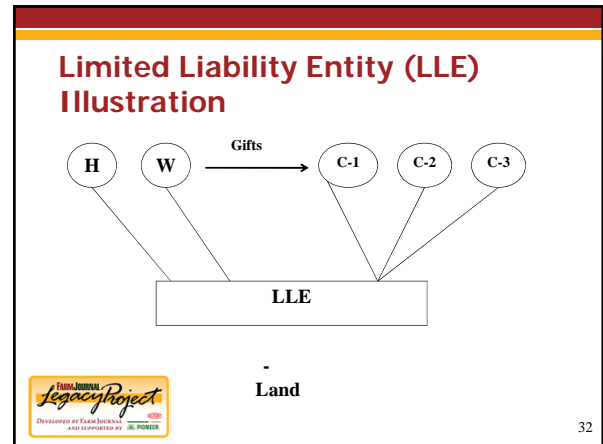 Limited Liability Entity (LLE)
Illustration
Gifts
H W C-1 C-2 C-3
LLE
-
Land
FARM JOURNAL
Legacy Project
DEVELOPED BY FARM JOURNAL
AND SUPPORTED BY PIONEER
32